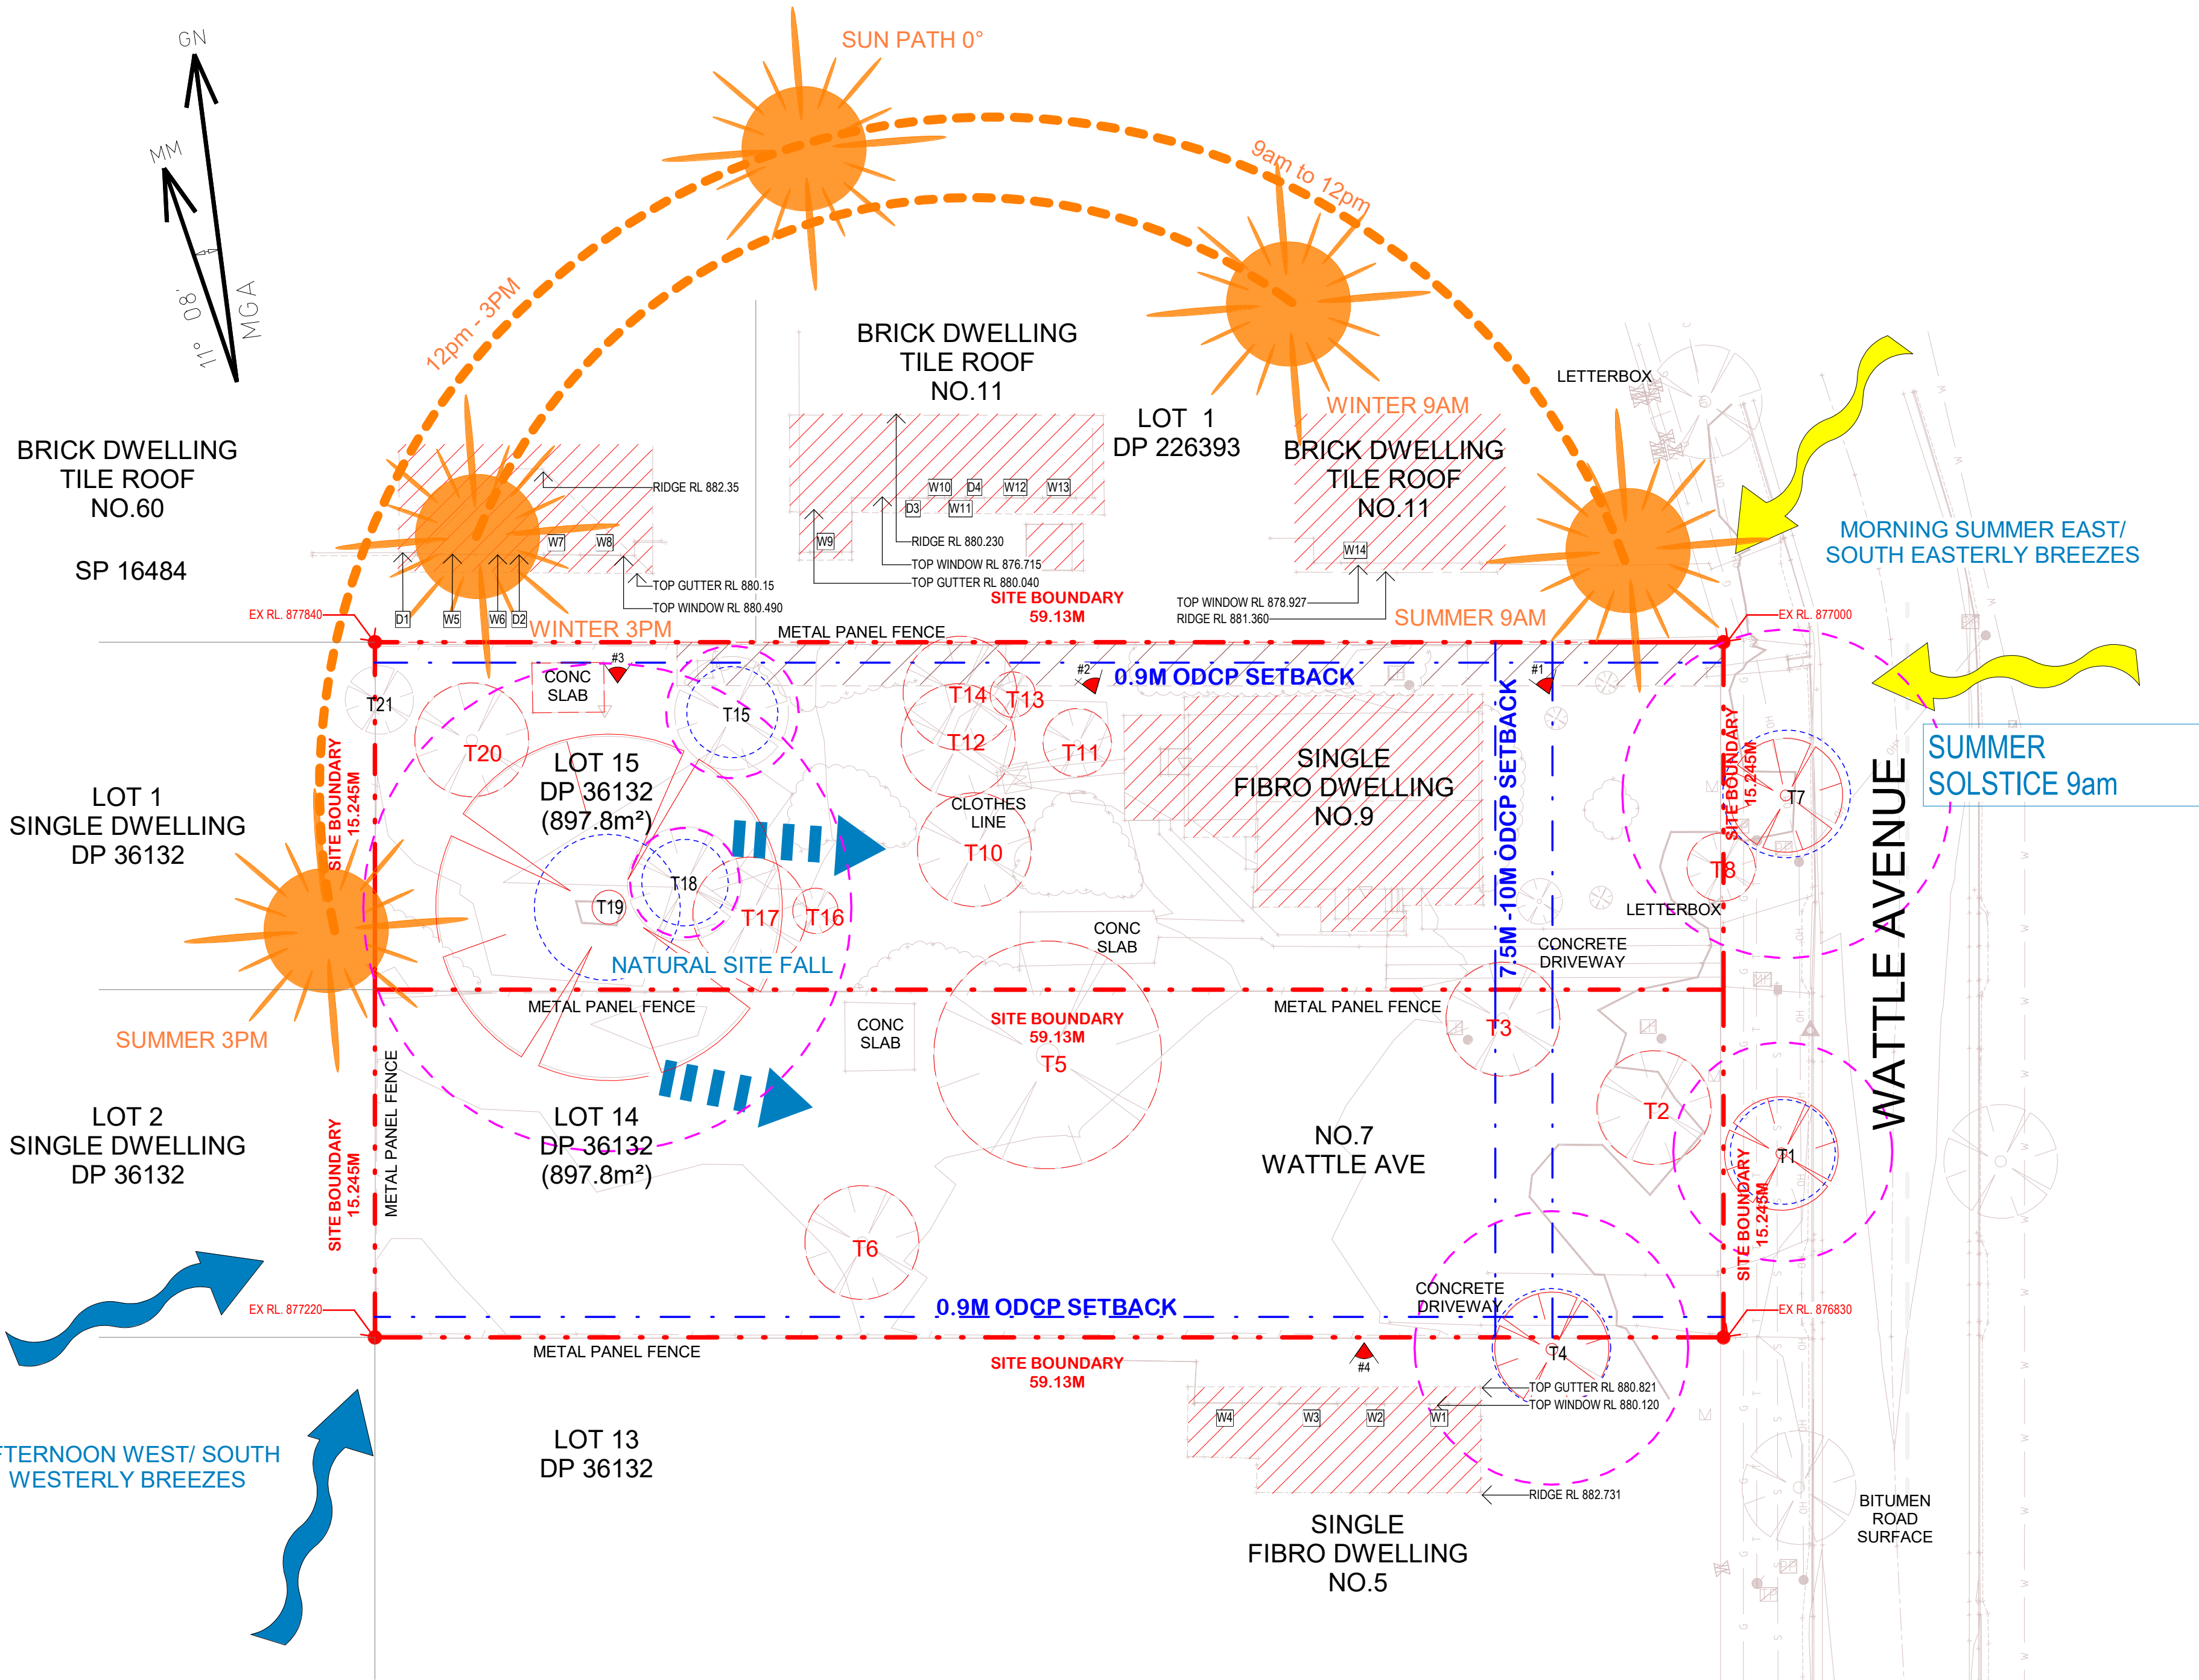 GN
SUN PATH 0°
MM
11° 08'
MGA
9am to 12pm
12pm - 3PM
BRICK DWELLING
TILE ROOF
NO.11
LETTERBOX
WINTER 9AM
LOT 1
DP 226393
BRICK DWELLING
TILE ROOF
NO.60
SP 16484
BRICK DWELLING
TILE ROOF
NO.11
RIDGE RL 882.35
W10
D4
W12
W13
D3
W11
W9
W7
W8
W14
RIDGE RL 880.230
TOP WINDOW RL 876.715
TOP GUTTER RL 880.040
TOP GUTTER RL 880.15
TOP WINDOW RL 880.490
MORNING SUMMER EAST/
SOUTH EASTERLY BREEZES
SITE BOUNDARY
59.13M
TOP WINDOW RL 878.927
RIDGE RL 881.360
EX RL. 877840
D1
W5
W6
D2
WINTER 3PM
METAL PANEL FENCE
SUMMER 9AM
EX RL. 877000
#3
#2
#1
CONC
SLAB
0.9M ODCP SETBACK
T21
T15
T14
T13
T20
T12
T11
SITE BOUNDARY
15.245M
LOT 15
DP 36132
(897.8m²)
SINGLE
FIBRO DWELLING
NO.9
7.5M -10M ODCP SETBACK
SITE BOUNDARY
15.245M
T7
SUMMER
SOLSTICE 9am
WATTLE AVENUE
LOT 1
SINGLE DWELLING
DP 36132
CLOTHES
LINE
T10
T8
T18
T19
T17
T16
LETTERBOX
CONC
SLAB
CONCRETE
DRIVEWAY
NATURAL SITE FALL
METAL PANEL FENCE
METAL PANEL FENCE
SITE BOUNDARY
59.13M
CONC
SLAB
T3
SUMMER 3PM
T5
METAL PANEL FENCE
LOT 2
SINGLE DWELLING
DP 36132
LOT 14
DP 36132
(897.8m²)
T2
NO.7
WATTLE AVE
T1
SITE BOUNDARY
15.245M
SITE BOUNDARY
15.245M
T6
CONCRETE
DRIVEWAY
0.9M ODCP SETBACK
EX RL. 877220
EX RL. 876830
METAL PANEL FENCE
SITE BOUNDARY
59.13M
#4
T4
TOP GUTTER RL 880.821
TOP WINDOW RL 880.120
W4
W3
W2
W1
LOT 13
DP 36132
FTERNOON WEST/ SOUTH
WESTERLY BREEZES
RIDGE RL 882.731
SINGLE
FIBRO DWELLING
NO.5
BITUMEN
ROAD
SURFACE